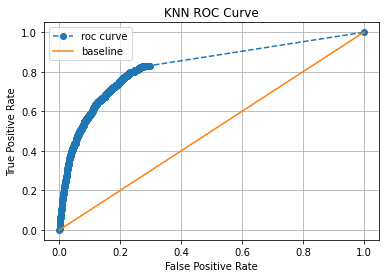 KNN ROC Curve
roc curve
baseline
True Positive Rate
1.0
0.8
0.6
0.4
0.2
0.0
0.0 0.2 0.4 0.6 0.8 1.0
False Positive Rate